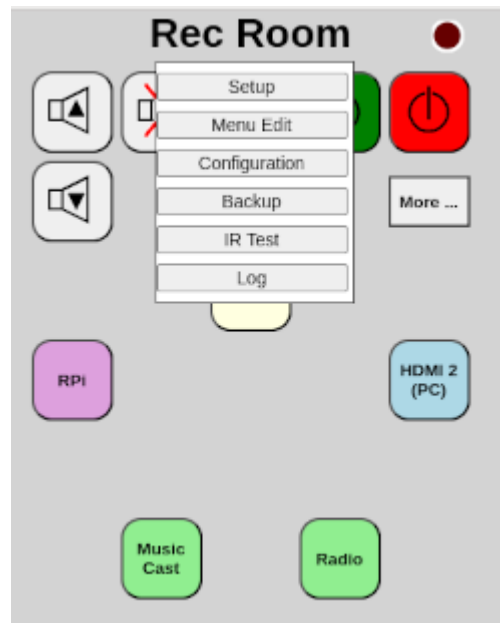 Rec Room
Setup
Menu Edit
Configuration
Backup
More ...
IR Test
Log
RPi
HDMI 2
(PC)
Music
Cast
Radio